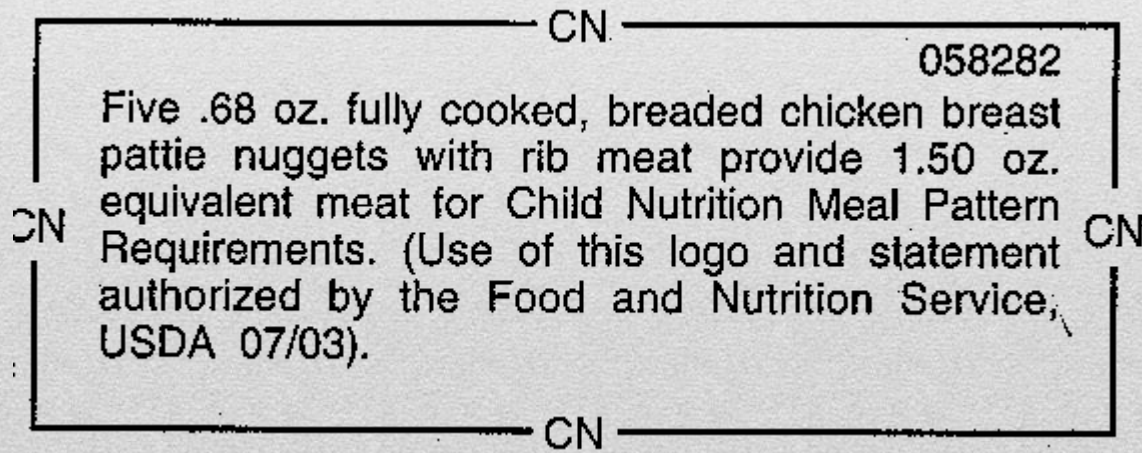 CN
058282
Five .68 oz. fully cooked, breaded chicken breast
pattie nuggets with rib meat provide 1.50 oz.
equivalent meat for Child Nutrition Meal Pattern
CN CN
Requirements. (Use of this logo and statement
authorized by the Food and Nutrition Service,
USDA 07/03).
CN